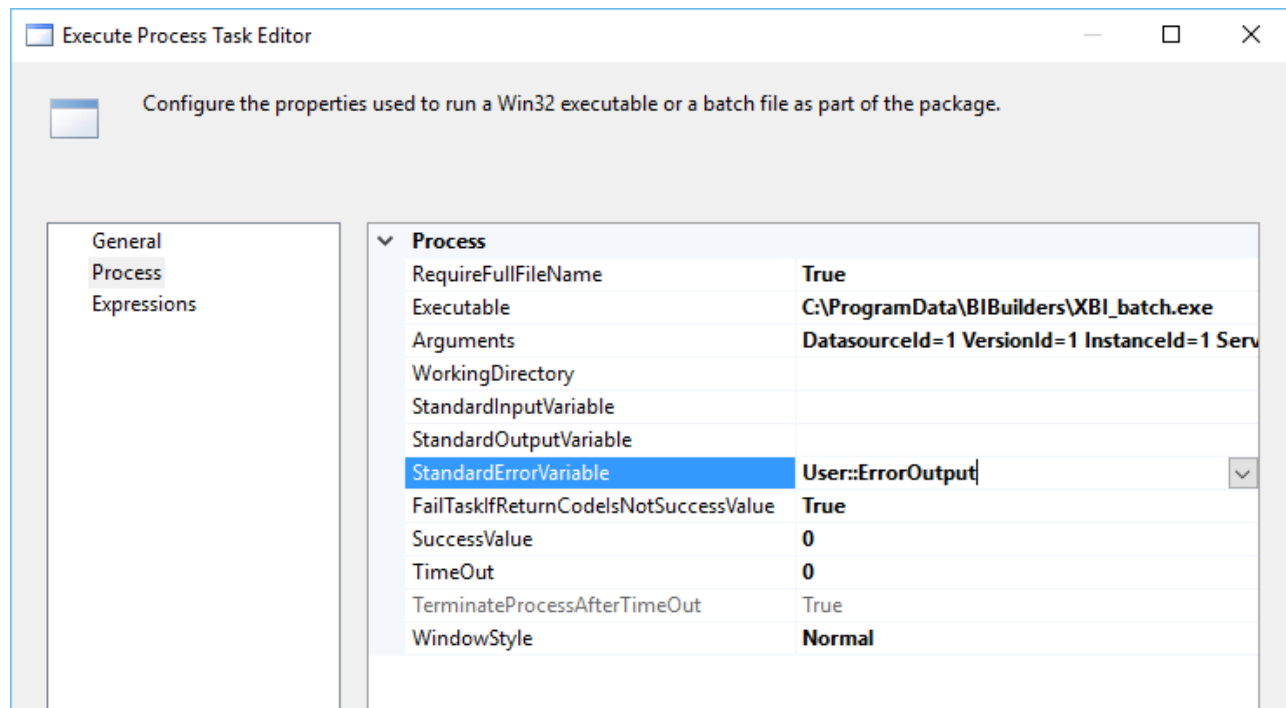 Execute Process Task Editor
Configure the properties used to run a Win32 executable or a batch file as part of the package.
General
Process
Expressions
Process
RequireFullFileName True
Executable C:\ProgramData\BIBuilders\XBI_batch.exe
Arguments DatasourceId=1 VersionId=1 InstanceId=1 Serv
WorkingDirectory
StandardInputVariable
StandardOutputVariable
StandardErrorVariable User::ErrorOutput
FailTaskIfReturnCodeIsNotSuccessValue True
SuccessValue 0
TimeOut 0
TerminateProcessAfterTimeOut True
WindowStyle Normal